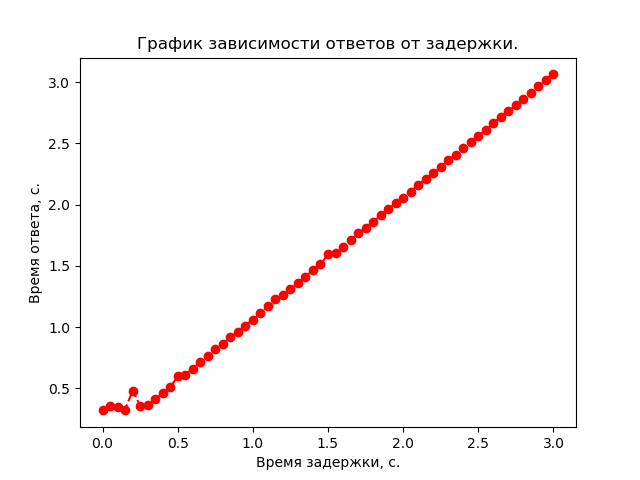 График зависимости ответов от задержки.
3.0
2.5
2.0
1.5
1.0
0.5
Время ответа, с.
0.0 0.5 1.0 1.5 2.0 2.5 3.0
Время задержки, с.